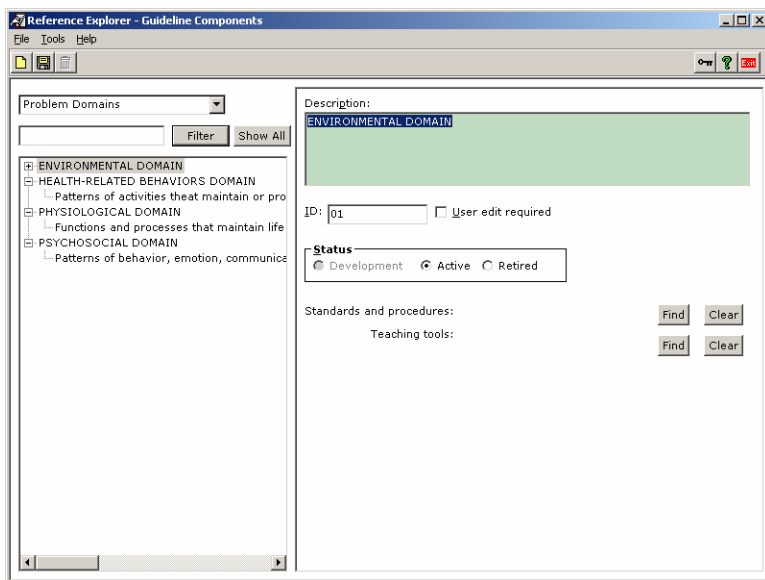 Reference Explorer - Guideline Components
File Tools Help
Exit
Problem Domains
Filter Show All
ENVIRONMENTAL DOMAIN
HEALTH-RELATED BEHAVIORS DOMAIN
Patterns of activities theat maintain or pro
PHYSIOLOGICAL DOMAIN
Functions and processes that maintain life
PSYCHOSOCIAL DOMAIN
Patterns of behavior, emotion, communica
Description:
ENVIRONMENTAL DOMAIN
ID: 01 User edit required
Status
Development Active Retired
Standards and procedures: Find Clear
Teaching tools: Find Clear